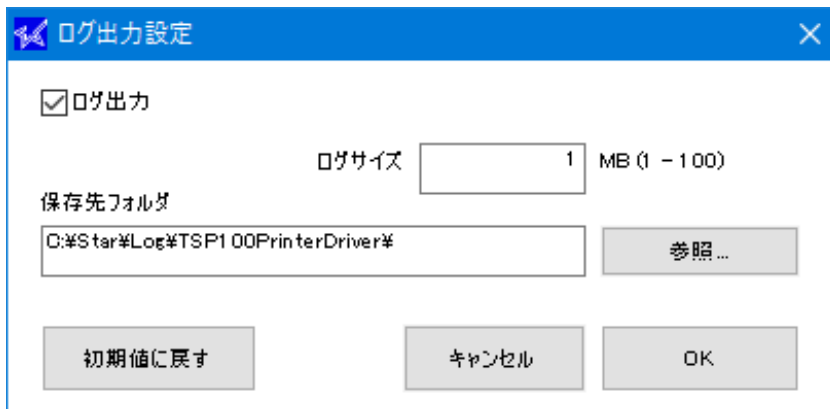 ログ出力設定
ログ出力
ログサイズ 1 MB (1 - 100)
保存先フォルダ
C:¥Star¥Log¥TSP100PrinterDriver¥
参照...
初期値に戻す キャンセル OK